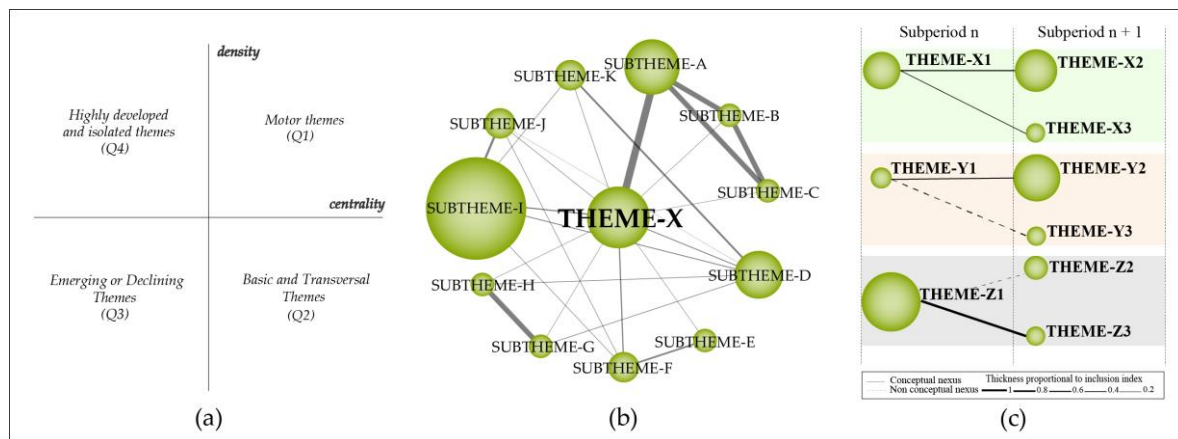 density
Highly developed
and isolated themes
(Q4)
Motor themes
(Q1)
centrality
Emerging or Declining
Themes
(Q3)
Basic and Transversal
Themes
(Q2)
(a)
SUBTHEME-K
SUBTHEME-A
SUBTHEME-B
SUBTHEME-J
SUBTHEME-C
SUBTHEME-I
THEME-X
SUBTHEME-D
SUBTHEME-H
SUBTHEME-G
SUBTHEME-E
SUBTHEME-F
(b)
Subperiod n
Subperiod n + 1
THEME-X1
THEME-X2
THEME-X3
THEME-Y1
THEME-Y2
THEME-Y3
THEME-Z1
THEME-Z2
THEME-Z3
Conceptual nexus
Non conceptual nexus
Thickness proportional to inclusion index
1 0.8 0.6 0.4 0.2
(c)